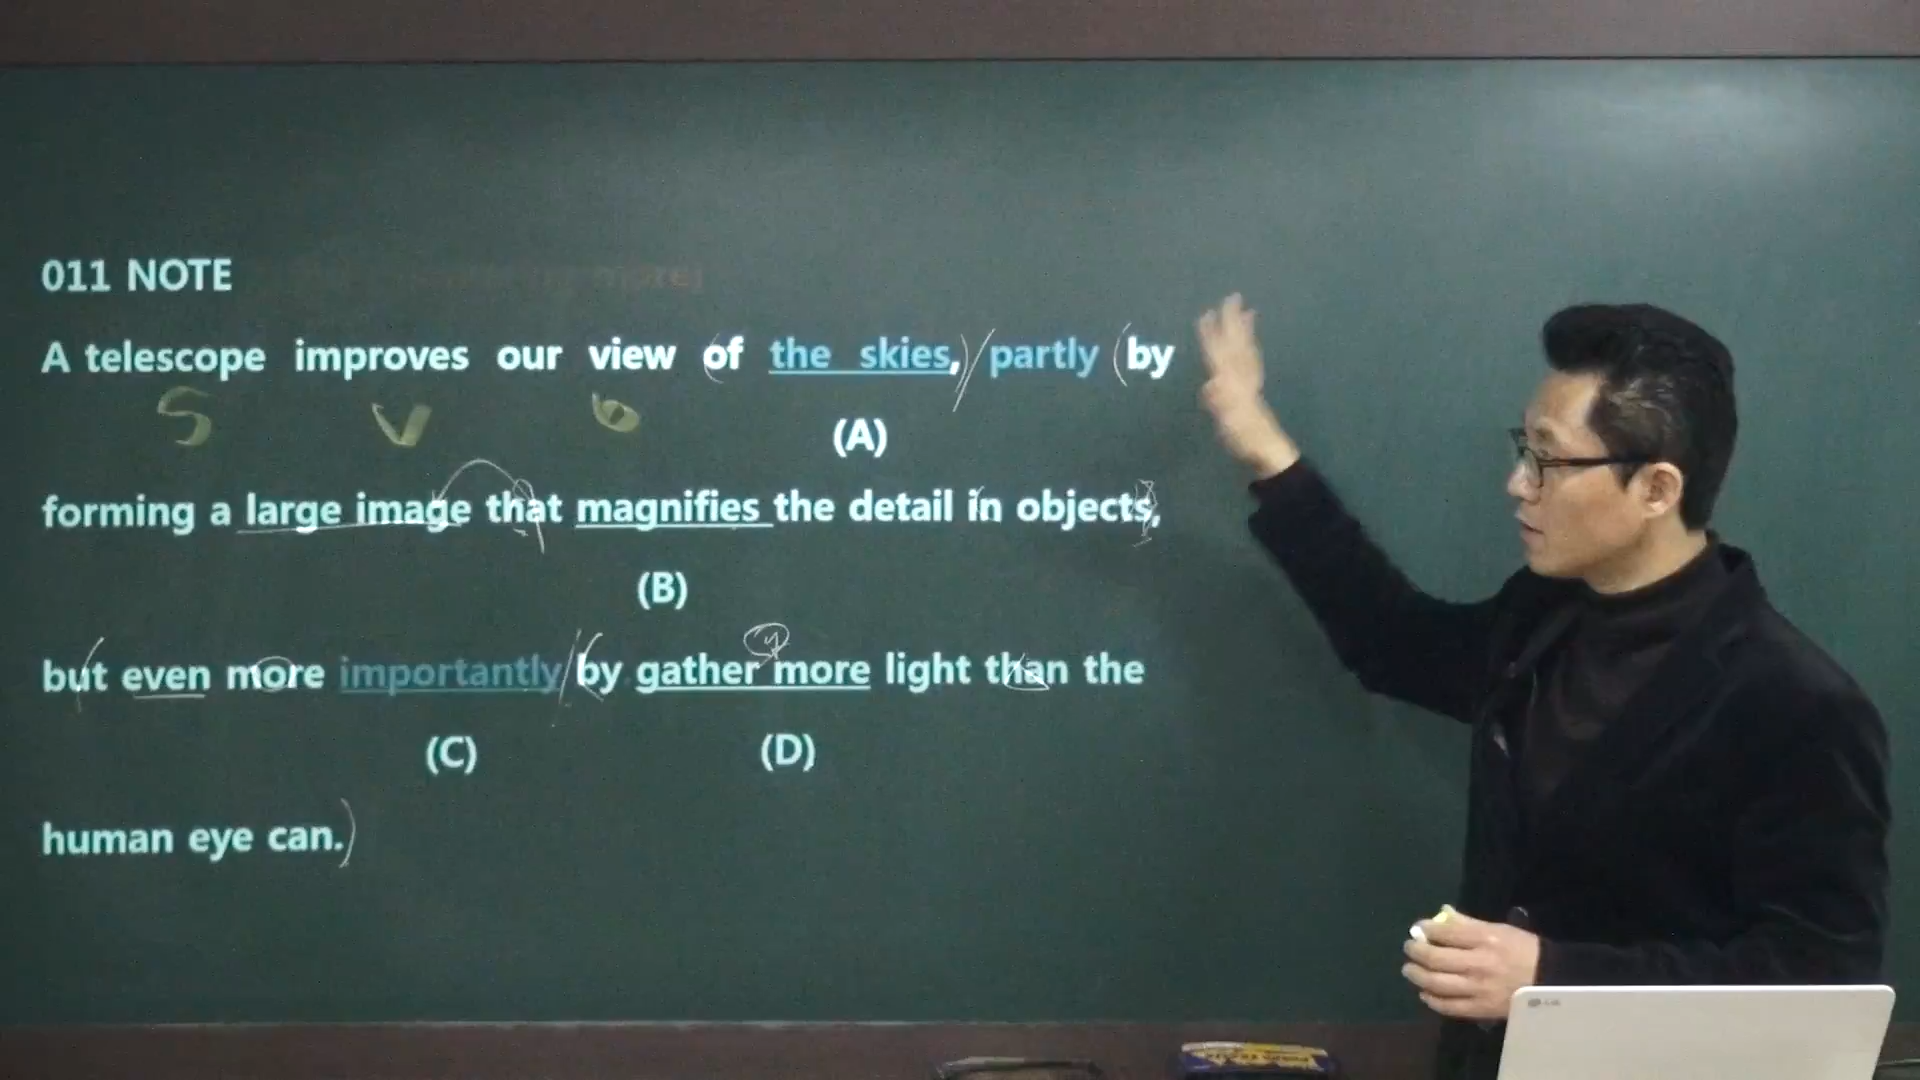 011 NOTE
A telescope improves our view of the skies, partly by
S V O
(A)
forming a large image that magnifies the detail in objects,
(B)
but even more importantly by gather more light than the
(C) (D)
human eye can.
LG